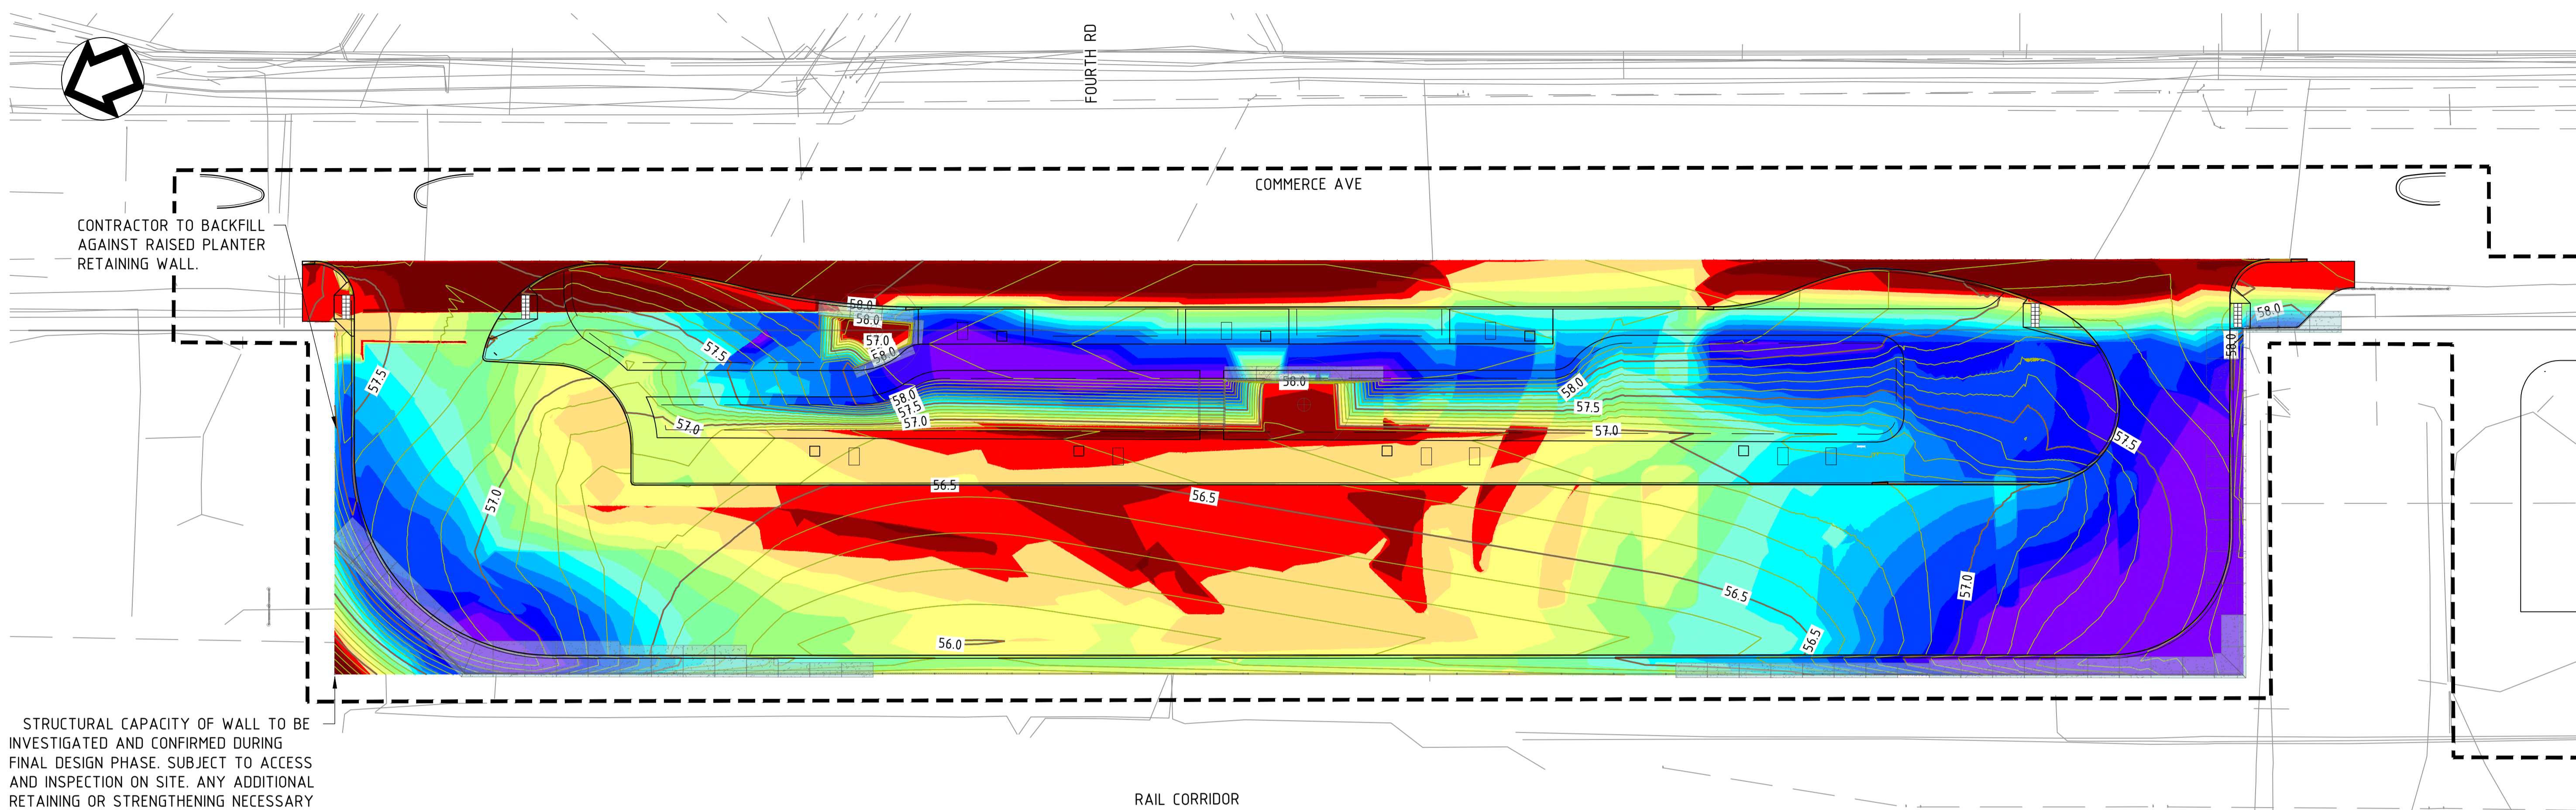 FOURTH RD
COMMERCE AVE
CONTRACTOR TO BACKFILL
AGAINST RAISED PLANTER
RETAINING WALL.
58.0
58.0
57.0
58.0
58.0
58.0
57.5
57.5
58.0
58.0
57.5
57.0
58.0
57.5
57.0
57.0
57.5
57.0
56.5
56.5
56.5
57.0
56.5
56.0
STRUCTURAL CAPACITY OF WALL TO BE
INVESTIGATED AND CONFIRMED DURING
FINAL DESIGN PHASE. SUBJECT TO ACCESS
AND INSPECTION ON SITE. ANY ADDITIONAL
RETAINING OR STRENGTHENING NECESSARY
RAIL CORRIDOR